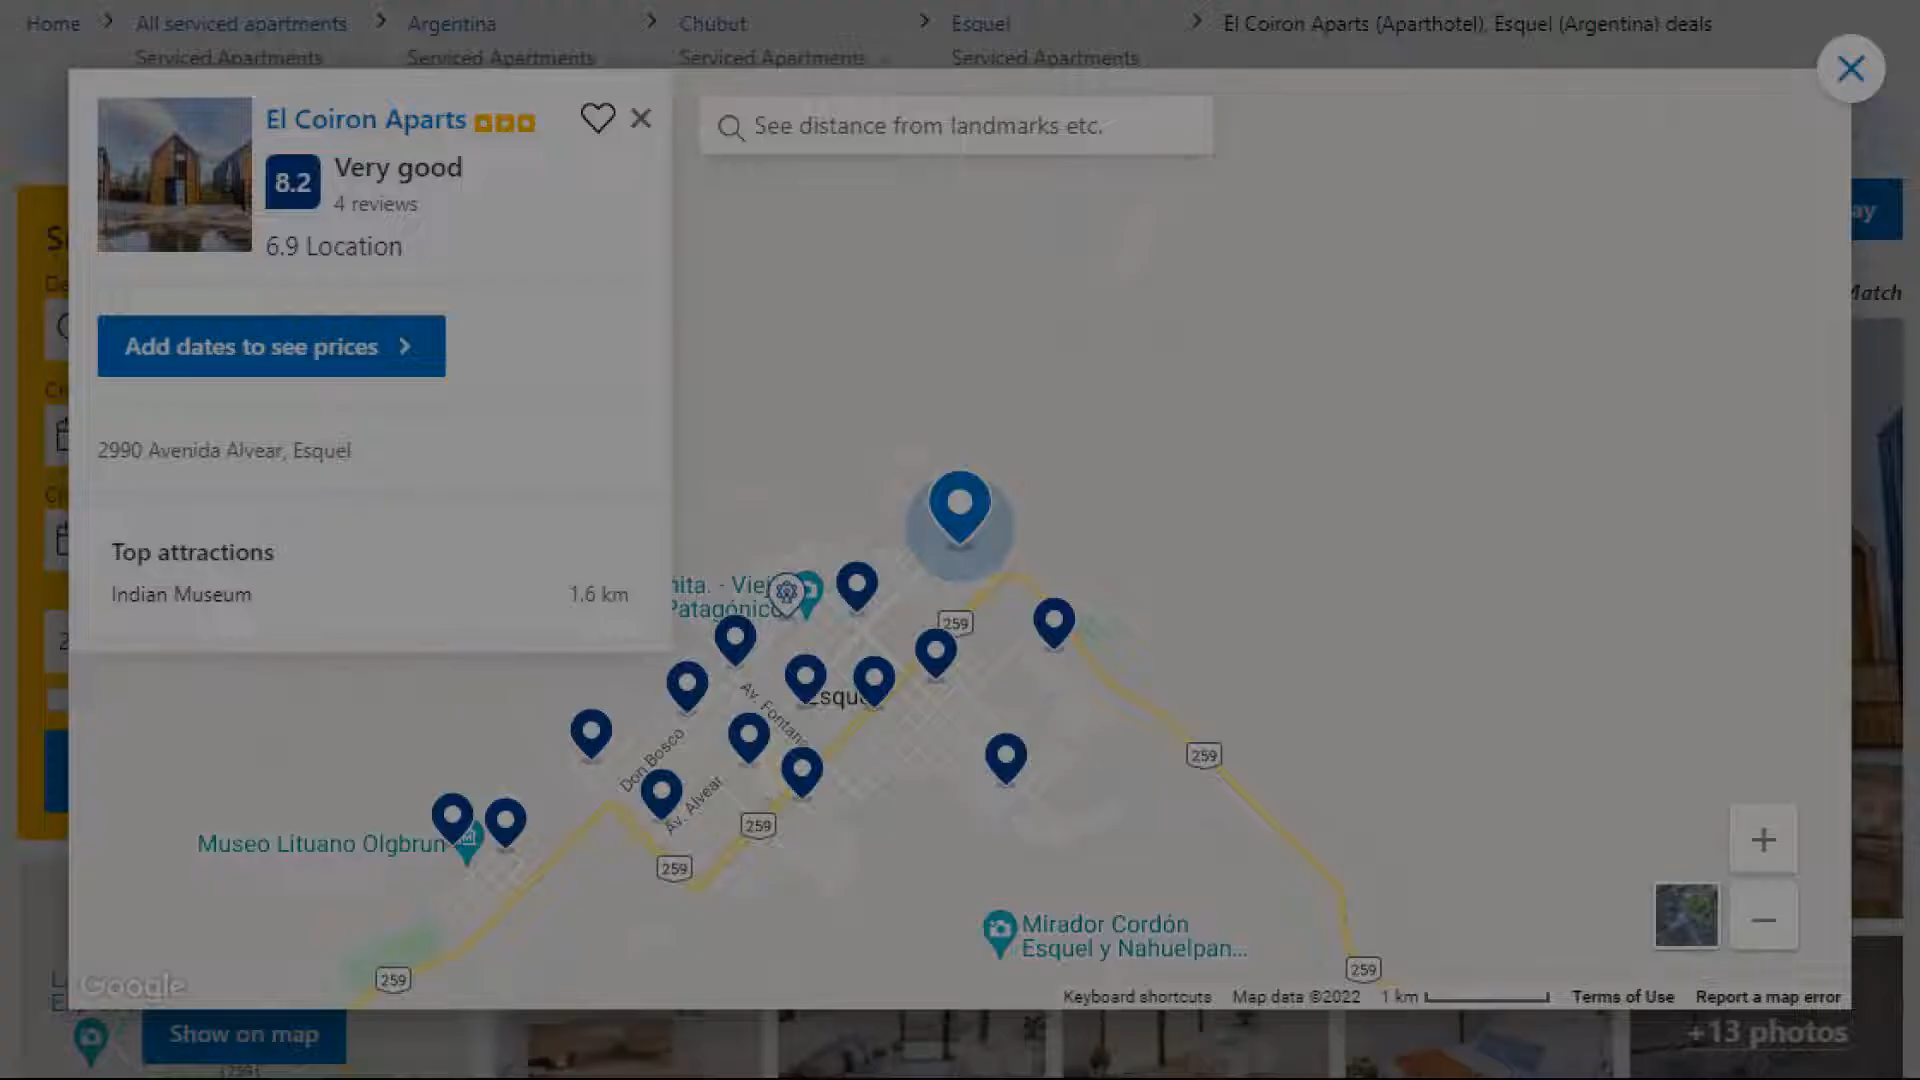 Home
All serviced apartments
Argentina
Chubut
Esquel
El Coiron Aparts (Aparthotel), Esquel (Argentina) deals
Serviced Apartments
Serviced Apartments
Serviced Apartments
Serviced Apartments
El Coiron Aparts
8.2
Very good
4 reviews
6.9 Location
See distance from landmarks etc.
Add dates to see prices
2990 Avenida Alvear, Esquel
Top attractions
Indian Museum
1.6 km
Patagónico
259
Esquel
Av. Fontana
Don Bosco
Av. Alvear
259
259
259
Museo Lituano Olgbrun
Mirador Cordón
Esquel y Nahuelpan...
259
259
Google
Keyboard shortcuts
Map data ©2022
1 km
Terms of Use
Report a map error
Show on map
+13 photos